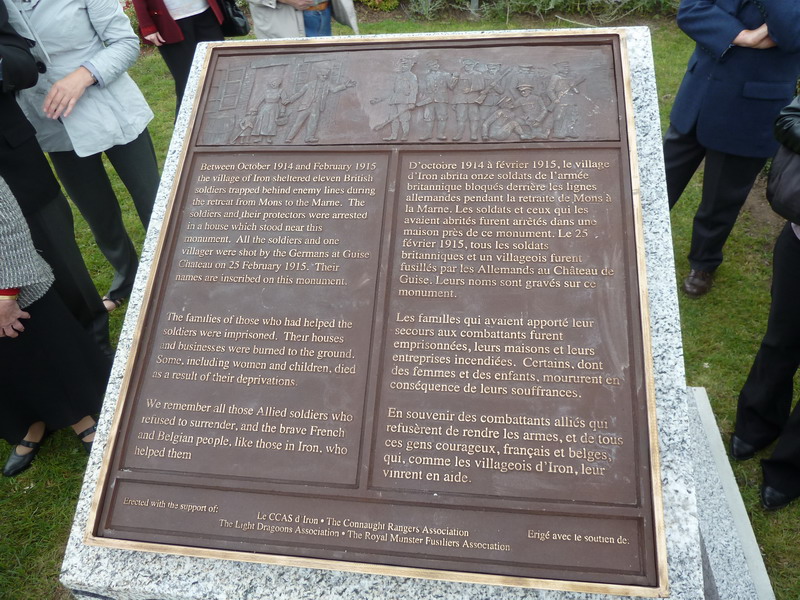 Between October 1914 and February 1915
the village of Iron sheltered eleven British
soldiers trapped behind enemy lines during
the retreat from Mons to the Marne. The
soldiers and their protectors were arrested
in a house which stood near this
monument. All the soldiers and one
villager were shot by the Germans at Guise
Chateau on 25 February 1915. Their
names are inscribed on this monument.
The families of those who had helped the
soldiers were imprisoned. Their houses
and businesses were burned to the ground.
Some, including women and children, died
as a result of their deprivations.
We remember all those Allied soldiers who
refused to surrender, and the brave French
and Belgian people, like those in Iron, who
helped them
D'octobre 1914 à février 1915, le village
d'Iron abrita onze soldats de l'armée
britannique bloqués derrière les lignes
allemandes pendant la retraite de Mons à
la Marne. Les soldats et ceux qui les
avaient abrités furent arrêtés dans une
maison près de ce monument. Le 25
février 1915, tous les soldats
britanniques et un villageois furent
fusillés par les Allemands au Château de
Guise. Leurs noms sont gravés sur ce
monument.
Les familles qui avaient apporté leur
secours aux combattants furent
emprisonnées, leurs maisons et leurs
entreprises incendiées. Certains, dont
des femmes et des enfants, moururent en
conséquence de leurs souffrances.
En souvenir des combattants alliés qui
refusèrent de rendre les armes, et de tous
ces gens courageux, français et belges,
qui, comme les villageois d'Iron, leur
vinrent en aide.
Erected with the support of:
Le CCAS d'Iron • The Connaught Rangers Association
The Light Dragoons Association • The Royal Munster Fusiliers Association
Erigé avec le soutien de: